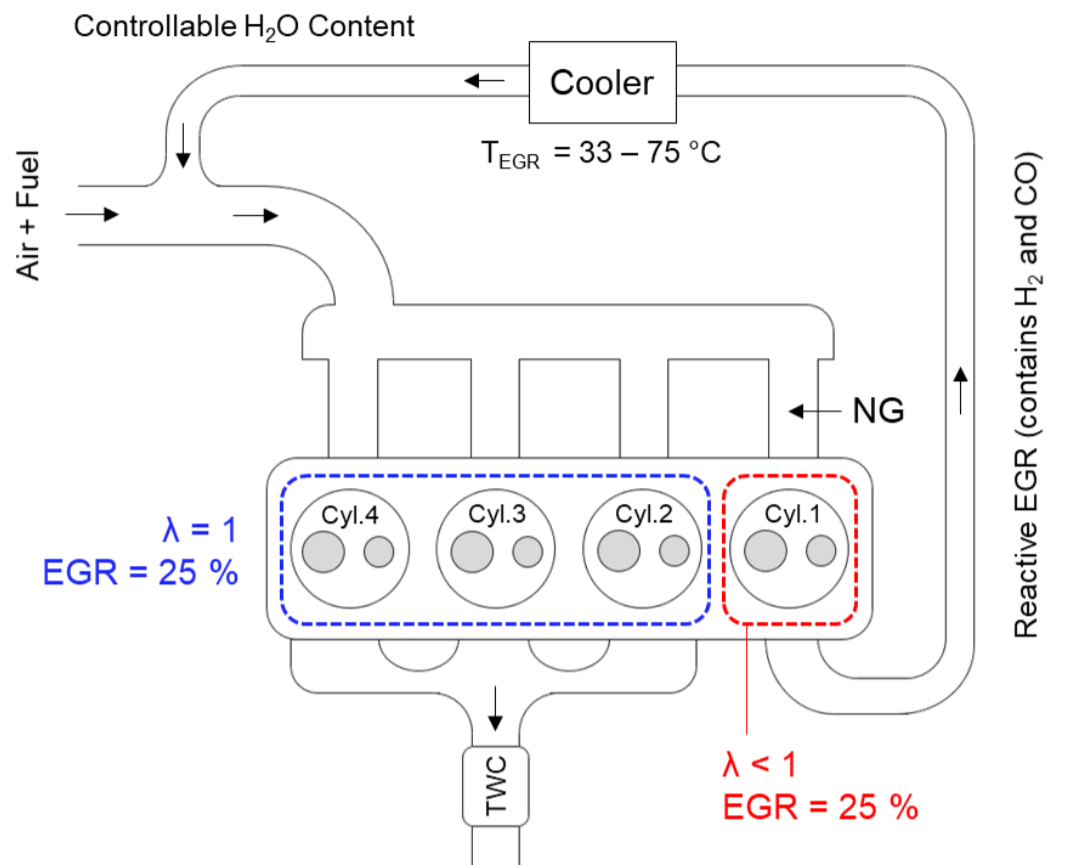 Controllable H₂O Content
Cooler
T_EGR = 33 – 75 °C
Air + Fuel
Reactive EGR (contains H₂ and CO)
NG
Cyl.4
Cyl.3
Cyl.2
Cyl.1
λ = 1
EGR = 25 %
TWC
λ < 1
EGR = 25 %